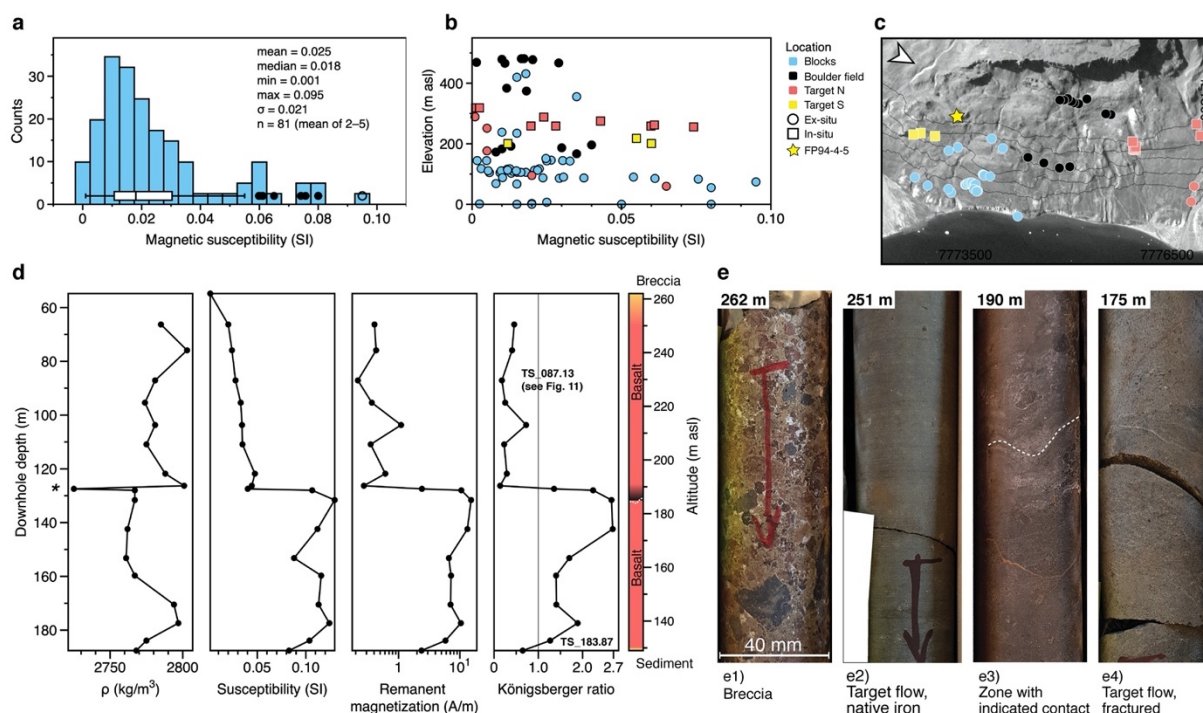 a
b
c
mean = 0.025
median = 0.018
min = 0.001
max = 0.095
σ = 0.021
n = 81 (mean of 2–5)
Counts
30
20
10
0
0
0.02
0.04
0.06
0.08
0.10
Magnetic susceptibility (SI)
Elevation (m asl)
400
200
0
0
0.05
0.10
Magnetic susceptibility (SI)
Location
Blocks
Boulder field
Target N
Target S
Ex-situ
In-situ
FP94-4-5
7773500
7776500
d
Breccia
Downhole depth (m)
60
80
100
120
*
140
160
180
2750
2800
ρ (kg/m³)
0.05
0.10
Susceptibility (SI)
1
10
Remanent
magnetization (A/m)
TS_087.13
(see Fig. 11)
TS_183.87
0
1.0
2.0
2.7
Königsberger ratio
Basalt
Basalt
260
240
220
200
180
160
140
Altitude (m asl)
Sediment
e
262 m
251 m
190 m
175 m
40 mm
e1)
Breccia
e2)
Target flow,
native iron
e3)
Zone with
indicated contact
e4)
Target flow,
fractured